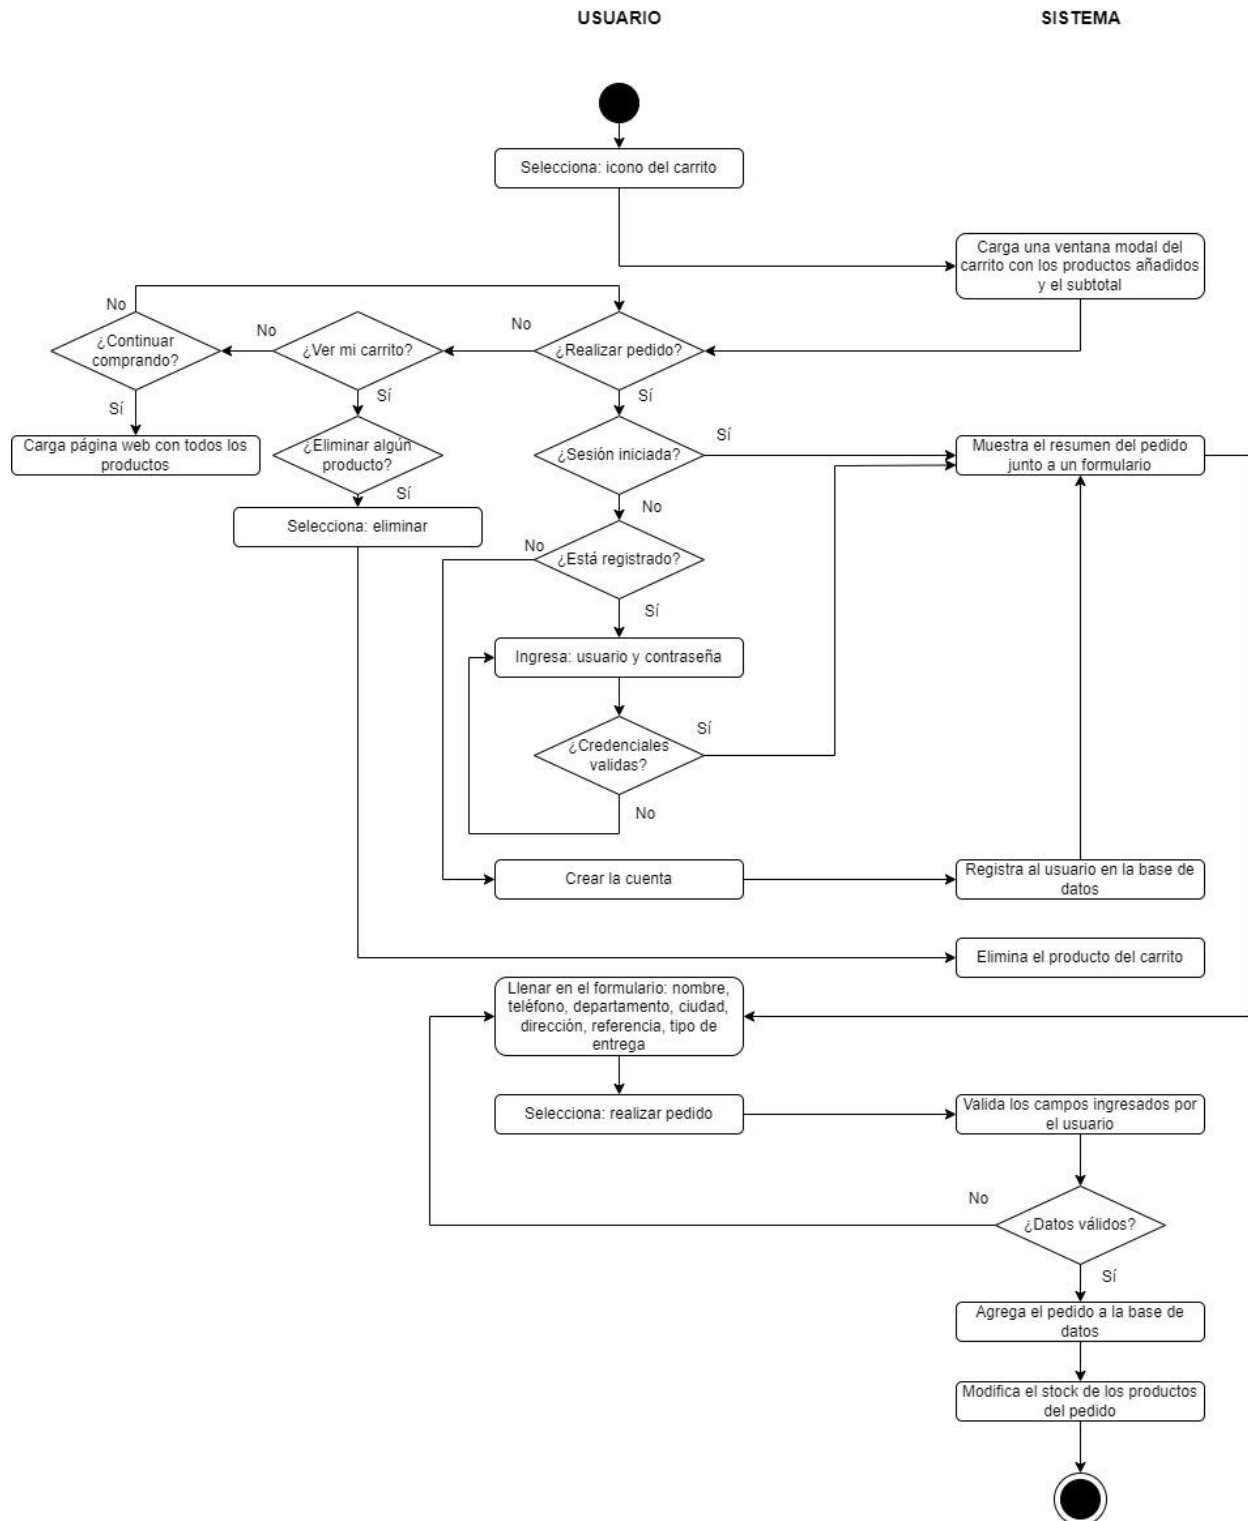 USUARIO
SISTEMA
Selecciona: icono del carrito
Carga una ventana modal del
carrito con los productos añadidos
y el subtotal
No
No
No
¿Continuar
comprando?
¿Ver mi carrito?
¿Realizar pedido?
Sí
Sí
Sí
Carga página web con todos los
productos
¿Eliminar algún
producto?
¿Sesión iniciada?
Sí
Muestra el resumen del pedido
junto a un formulario
Sí
No
Selecciona: eliminar
No
¿Está registrado?
Sí
Ingresa: usuario y contraseña
Sí
¿Credenciales
validas?
No
Crear la cuenta
Registra al usuario en la base de
datos
Elimina el producto del carrito
Llenar en el formulario: nombre,
teléfono, departamento, ciudad,
dirección, referencia, tipo de
entrega
Selecciona: realizar pedido
Valida los campos ingresados por
el usuario
No
¿Datos válidos?
Sí
Agrega el pedido a la base de
datos
Modifica el stock de los productos
del pedido